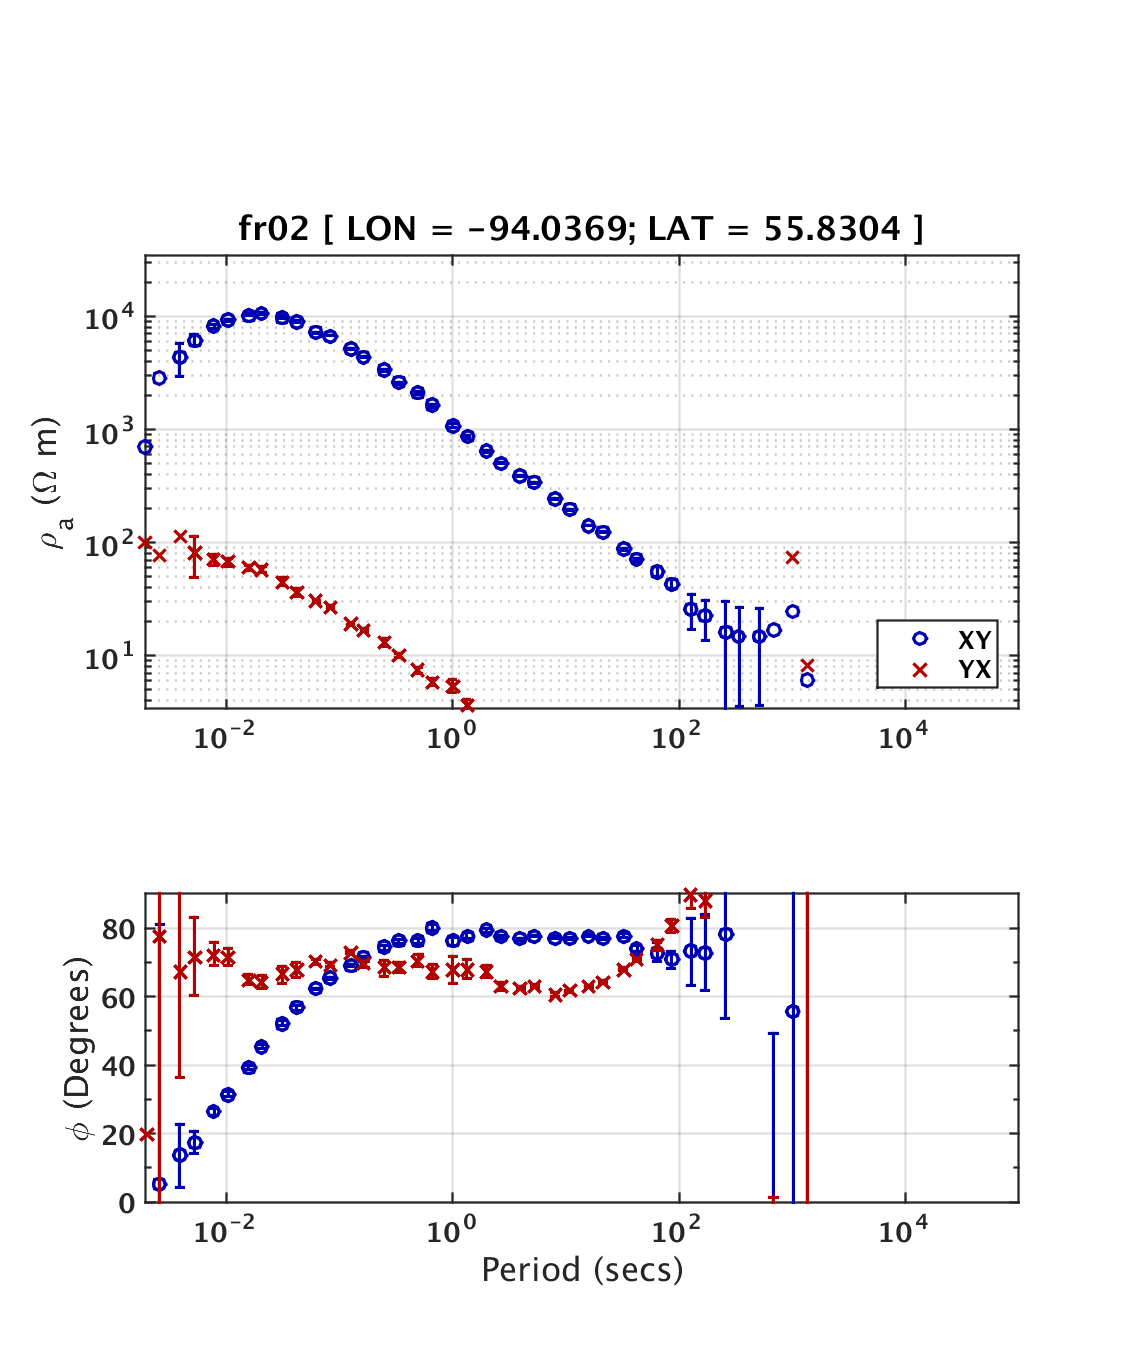 fr02 [ LON = -94.0369; LAT = 55.8304 ]
10^4
10^3
10^2
10^1
ρ_a (Ω m)
XY
YX
10^-2 10^0 10^2 10^4
80
60
40
20
0
φ (Degrees)
10^-2 10^0 10^2 10^4
Period (secs)